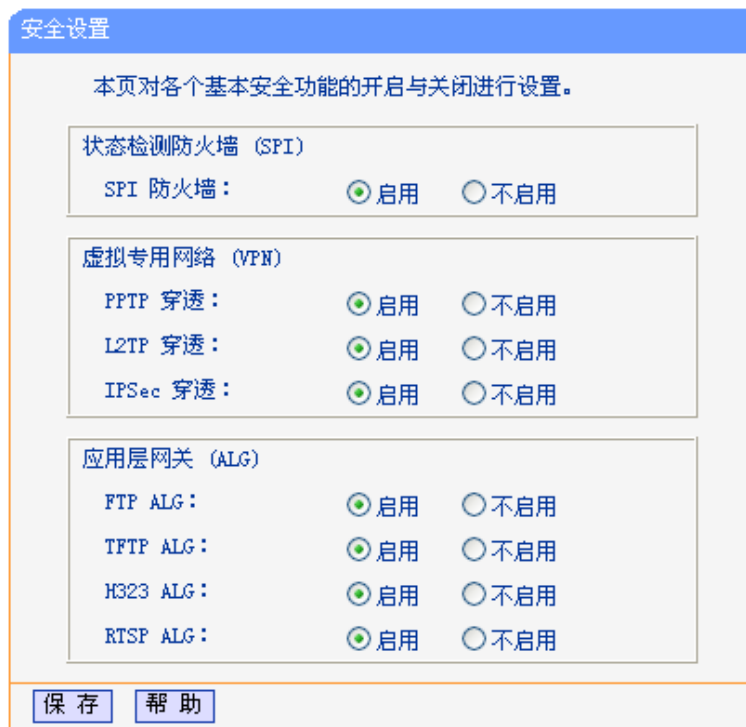 安全设置
本页对各个基本安全功能的开启与关闭进行设置。
状态检测防火墙 (SPI)
SPI 防火墙： 启用 不启用
虚拟专用网络 (VPN)
PPTP 穿透： 启用 不启用
L2TP 穿透： 启用 不启用
IPSec 穿透： 启用 不启用
应用层网关 (ALG)
FTP ALG： 启用 不启用
TFTP ALG： 启用 不启用
H323 ALG： 启用 不启用
RTSP ALG： 启用 不启用
保 存 帮 助